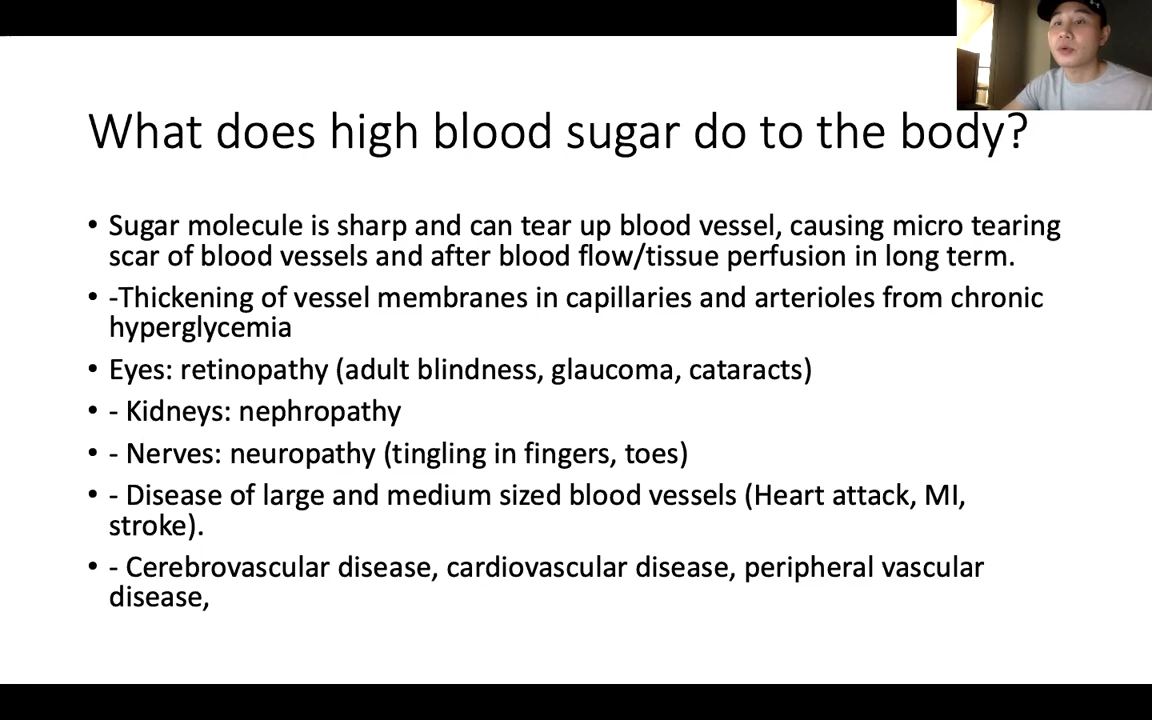 What does high blood sugar do to the body?
• Sugar molecule is sharp and can tear up blood vessel, causing micro tearing
scar of blood vessels and after blood flow/tissue perfusion in long term.
• -Thickening of vessel membranes in capillaries and arterioles from chronic
hyperglycemia
• Eyes: retinopathy (adult blindness, glaucoma, cataracts)
• - Kidneys: nephropathy
• - Nerves: neuropathy (tingling in fingers, toes)
• - Disease of large and medium sized blood vessels (Heart attack, MI,
stroke).
• - Cerebrovascular disease, cardiovascular disease, peripheral vascular
disease,